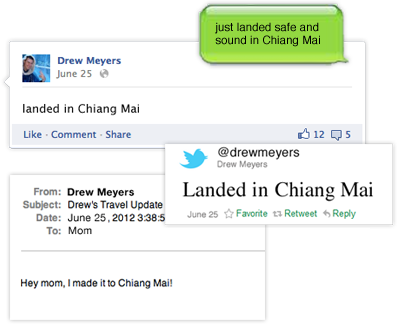 just landed safe and
sound in Chiang Mai
Drew Meyers
June 25
landed in Chiang Mai
Like · Comment · Share 12 5
@drewmeyers
Drew Meyers
Landed in Chiang Mai
June 25 Favorite Retweet Reply
From: Drew Meyers
Subject: Drew's Travel Update
Date: June 25, 2012 3:38:5
To: Mom
Hey mom, I made it to Chiang Mai!